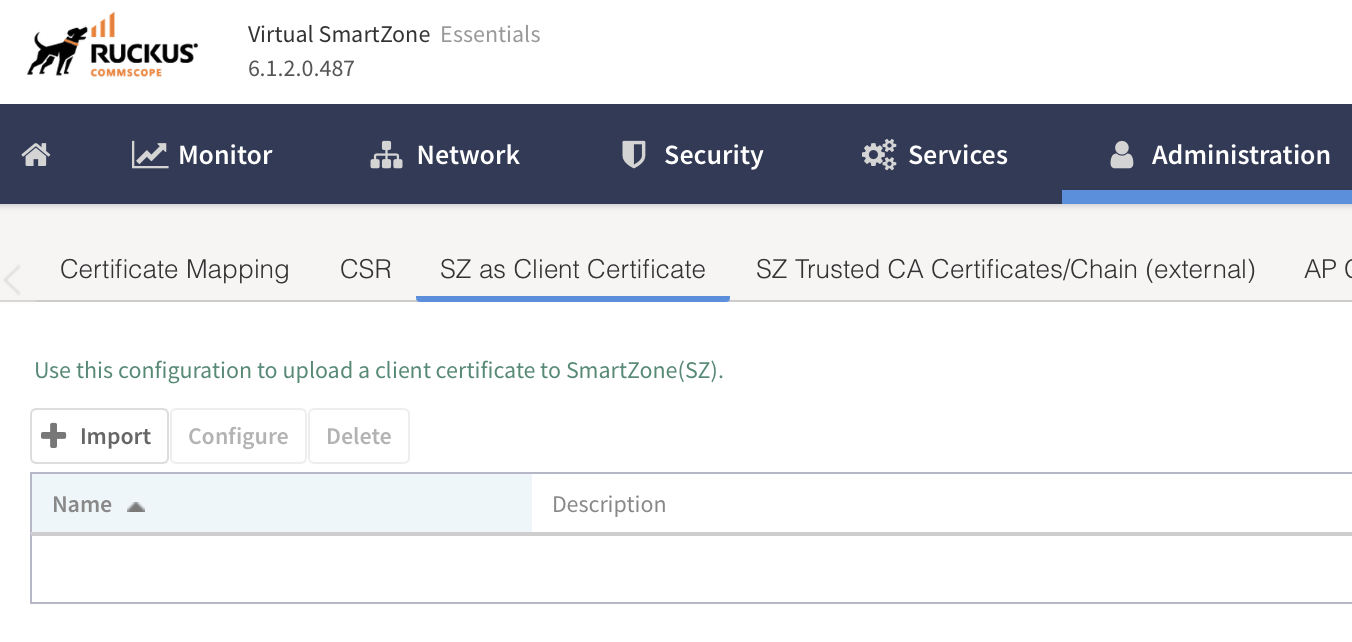 RUCKUS
COMMSCOPE
Virtual SmartZone Essentials
6.1.2.0.487
Monitor Network Security Services Administration
Certificate Mapping CSR SZ as Client Certificate SZ Trusted CA Certificates/Chain (external) AP
Use this configuration to upload a client certificate to SmartZone(SZ).
Import Configure Delete
Name Description